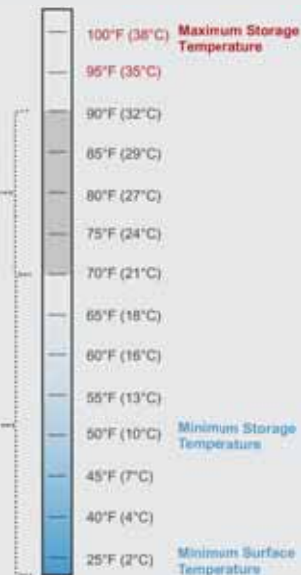 100°F (38°C) Maximum Storage
Temperature
95°F (35°C)
90°F (32°C)
85°F (29°C)
80°F (27°C)
75°F (24°C)
70°F (21°C)
65°F (18°C)
60°F (16°C)
55°F (13°C)
50°F (10°C) Minimum Storage
Temperature
45°F (7°C)
40°F (4°C)
25°F (2°C) Minimum Surface
Temperature